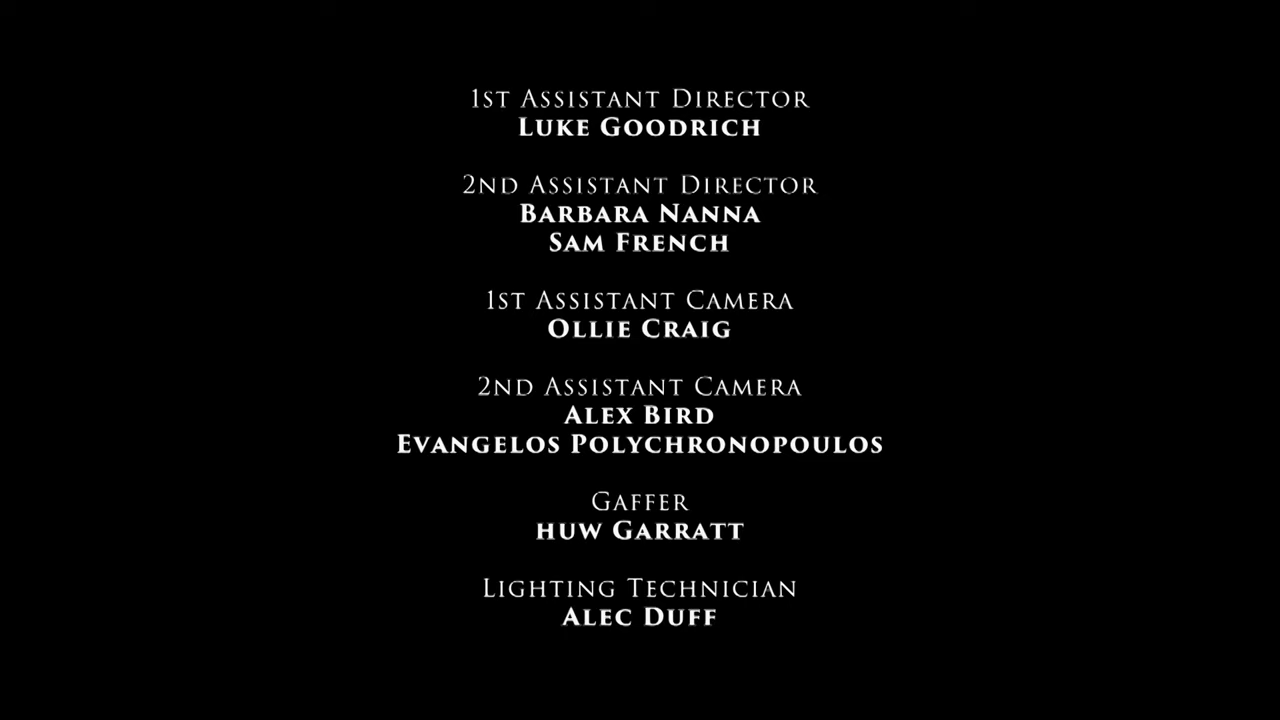 1st Assistant Director
Luke Goodrich
2nd Assistant Director
Barbara Nanna
Sam French
1st Assistant Camera
Ollie Craig
2nd Assistant Camera
Alex Bird
Evangelos Polychronopoulos
Gaffer
huw Garratt
Lighting Technician
Alec Duff